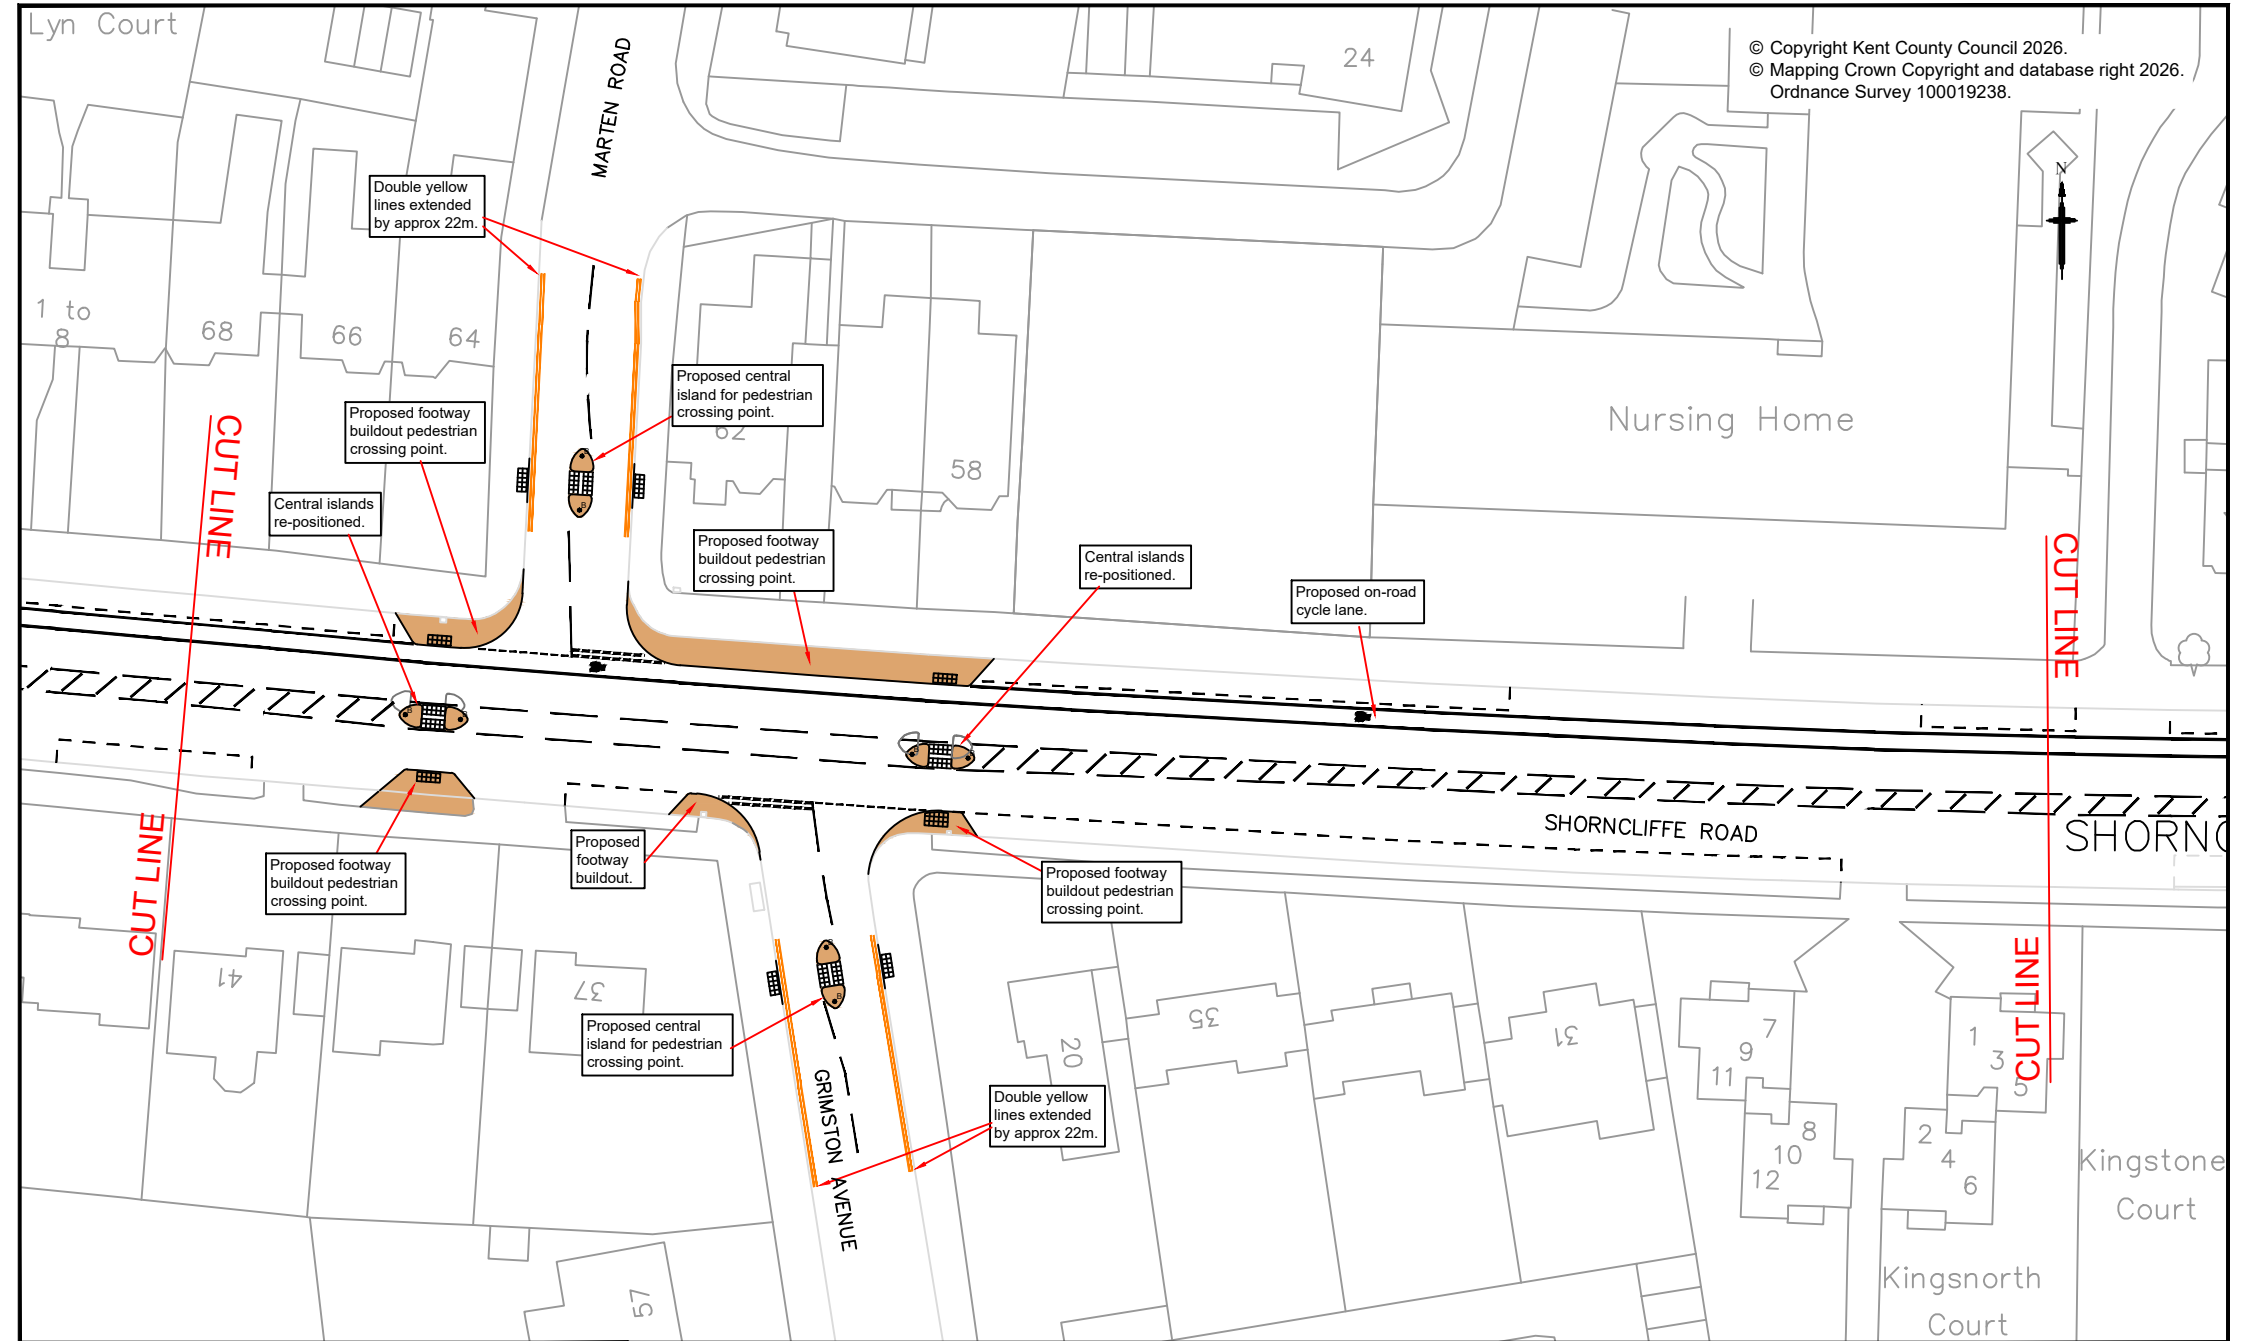 Lyn Court
MARTEN ROAD
24
© Copyright Kent County Council 2026.
© Mapping Crown Copyright and database right 2026.
Ordnance Survey 100019238.
N
Double yellow
lines extended
by approx 22m.
1 to
8
68
66
64
Proposed central
island for pedestrian
crossing point.
62
58
Nursing Home
Proposed footway
buildout pedestrian
crossing point.
CUT LINE
Central islands
re-positioned.
Proposed footway
buildout pedestrian
crossing point.
Central islands
re-positioned.
Proposed on-road
cycle lane.
CUT LINE
SHORNCLIFFE ROAD
SHORNC
CUT LINE
Proposed footway
buildout pedestrian
crossing point.
Proposed
footway
buildout.
Proposed footway
buildout pedestrian
crossing point.
41
37
35
31
20
7
9
11
8
10
12
1
3
5
2
4
6
CUT LINE
Proposed central
island for pedestrian
crossing point.
GRIMSTON AVENUE
Double yellow
lines extended
by approx 22m.
57
Kingstone
Court
Kingsnorth
Court